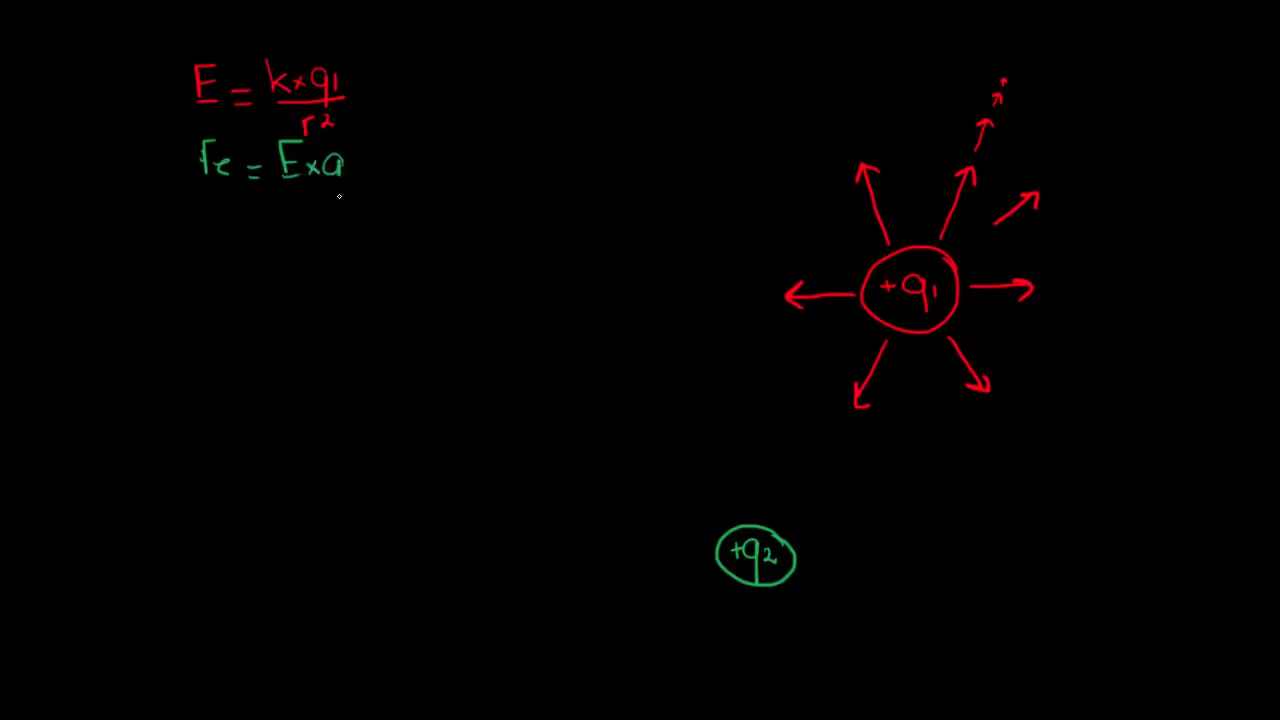 E = k×q1
r²
Fe = E×q
+q1
+q2